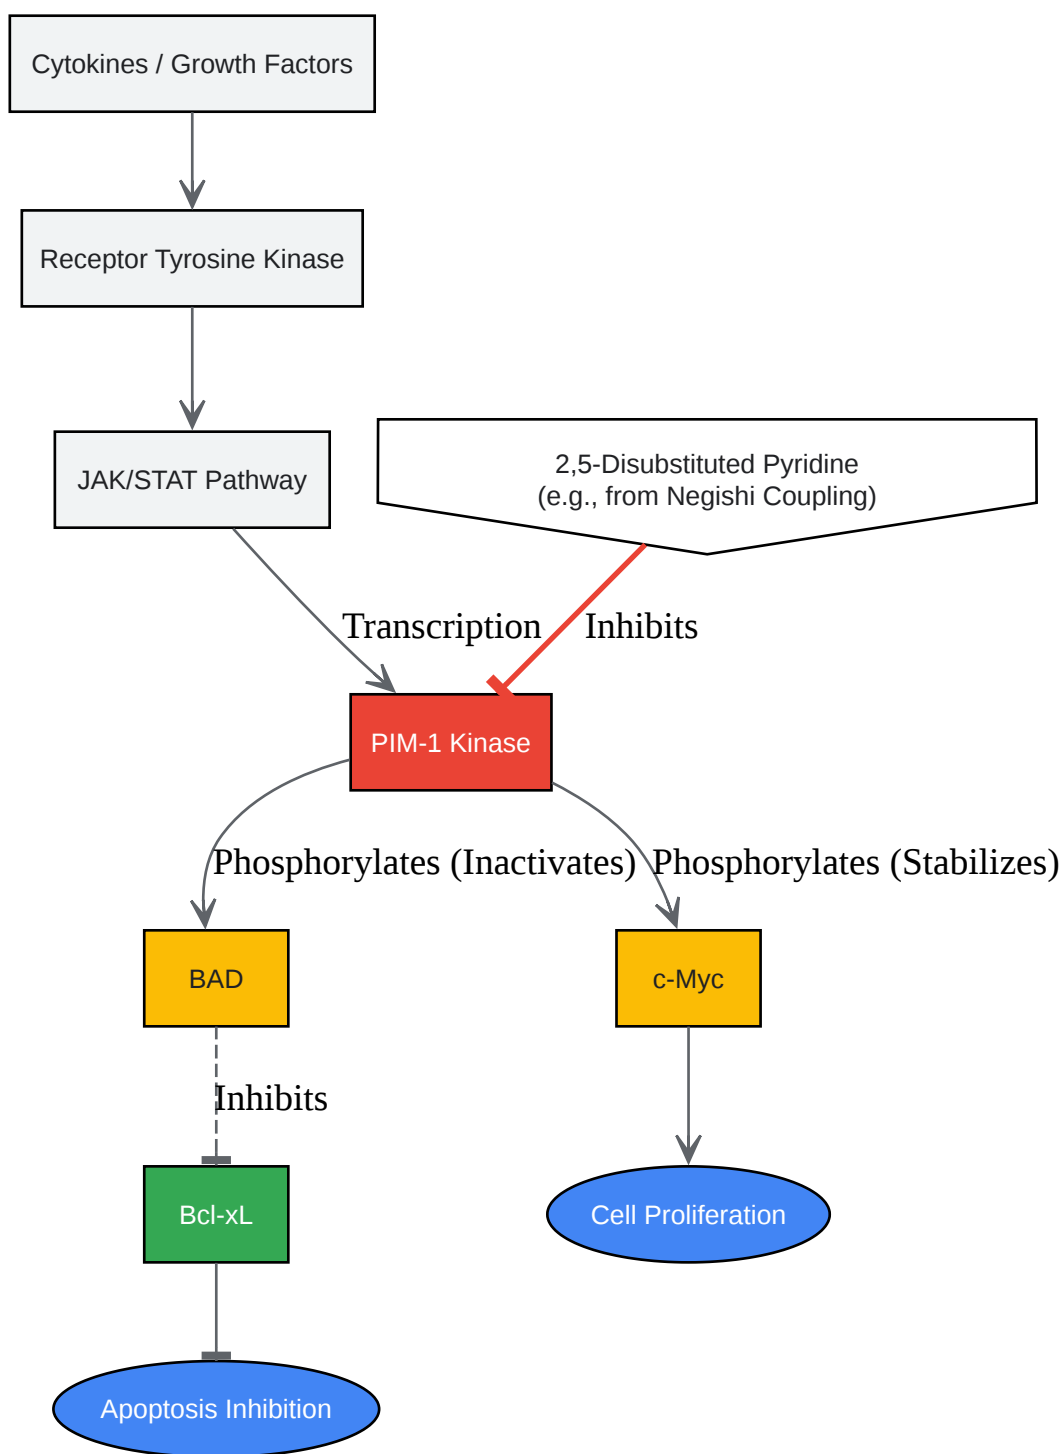 Cytokines / Growth Factors
Receptor Tyrosine Kinase
JAK/STAT Pathway
2,5-Disubstituted Pyridine
(e.g., from Negishi Coupling)
Transcription
Inhibits
PIM-1 Kinase
Phosphorylates (Inactivates)
Phosphorylates (Stabilizes)
BAD
c-Myc
Inhibits
Bcl-xL
Cell Proliferation
Apoptosis Inhibition